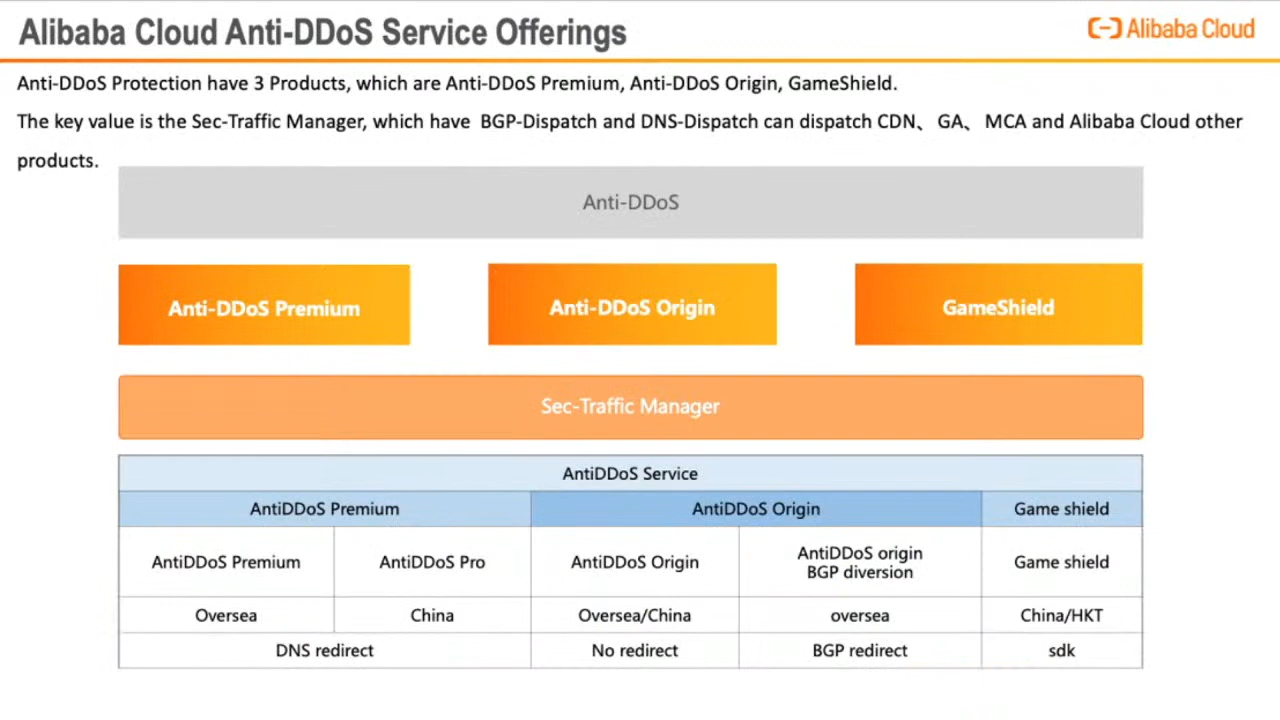 Alibaba Cloud Anti-DDoS Service Offerings
Alibaba Cloud
Anti-DDoS Protection have 3 Products, which are Anti-DDoS Premium, Anti-DDoS Origin, GameShield.
The key value is the Sec-Traffic Manager, which have  BGP-Dispatch and DNS-Dispatch can dispatch CDN、GA、MCA and Alibaba Cloud other
products.
Anti-DDoS
Anti-DDoS Premium
Anti-DDoS Origin
GameShield
Sec-Traffic Manager
AntiDDoS Service
AntiDDoS Premium
AntiDDoS Origin
Game shield
AntiDDoS Premium
AntiDDoS Pro
AntiDDoS Origin
AntiDDoS origin
BGP diversion
Game shield
Oversea
China
Oversea/China
oversea
China/HKT
DNS redirect
No redirect
BGP redirect
sdk